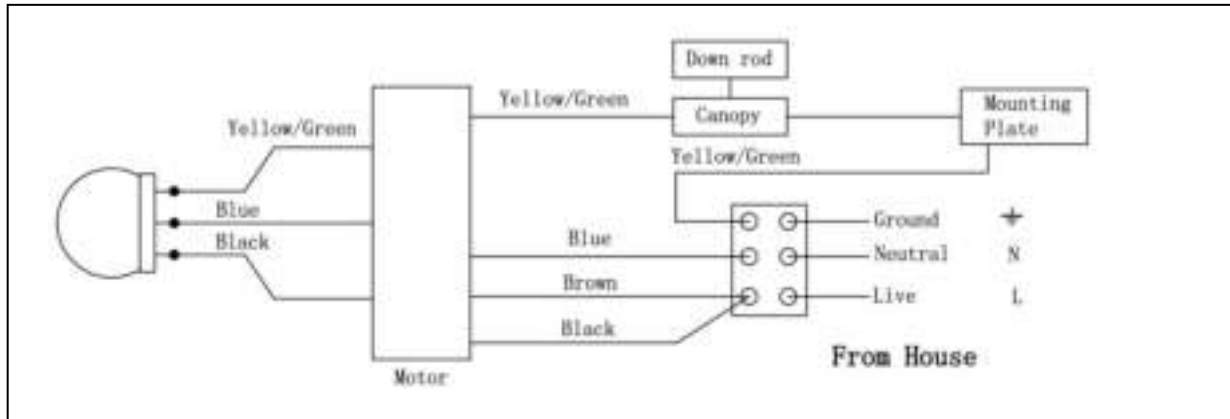 Down rod
Yellow/Green
Canopy
Mounting
Plate
Yellow/Green
Yellow/Green
Blue
Black
Blue
Brown
Black
Ground
Neutral N
Live L
From House
Motor